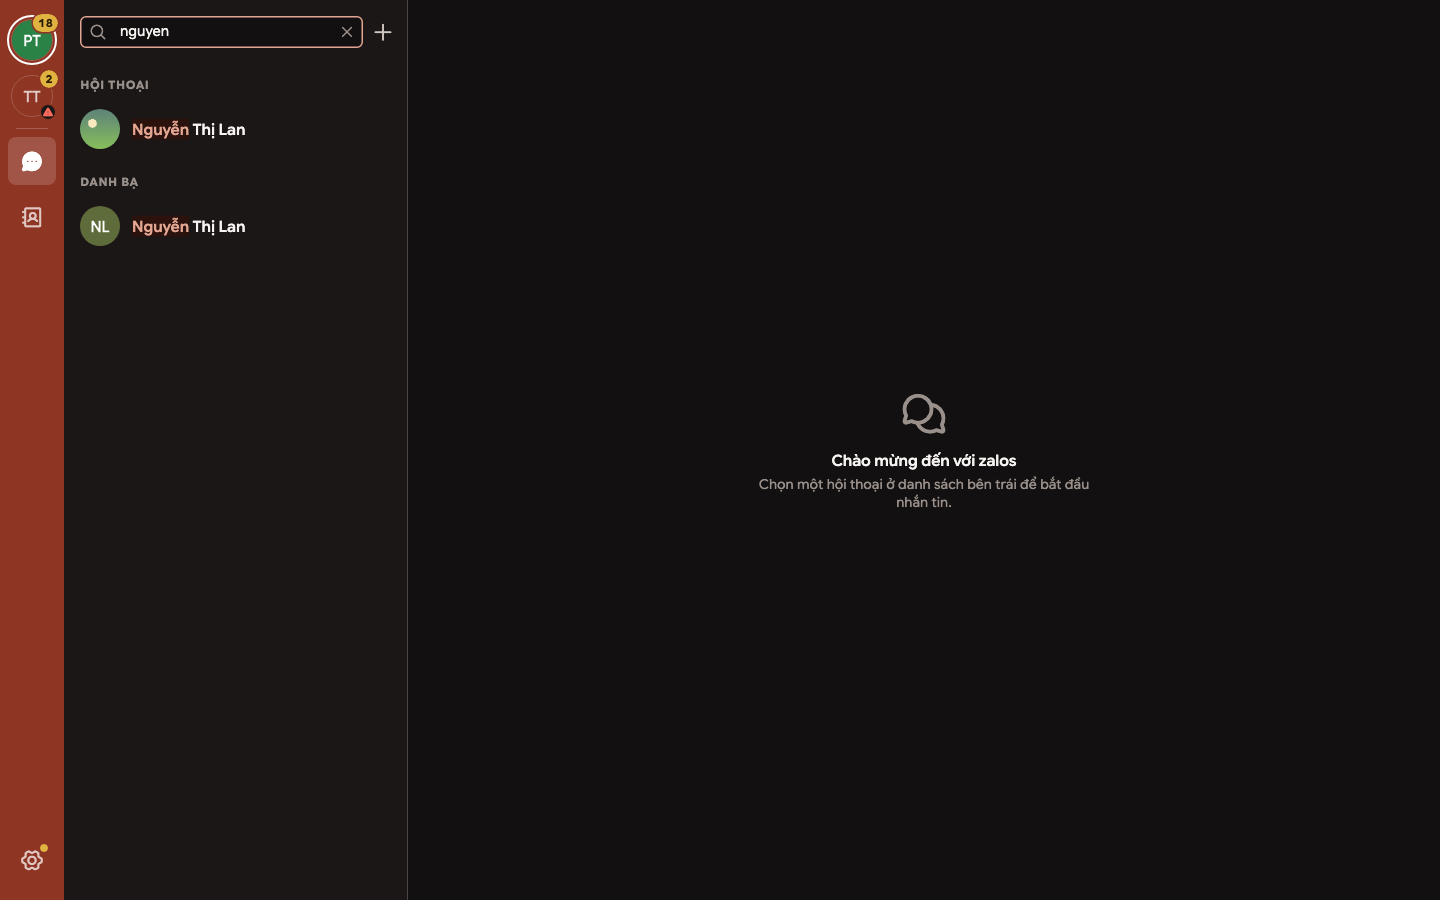 18
PT
2
TT
nguyen
HỘI THOẠI
Nguyễn Thị Lan
DANH BẠ
NL
Nguyễn Thị Lan
Chào mừng đến với zalos
Chọn một hội thoại ở danh sách bên trái để bắt đầu
nhắn tin.